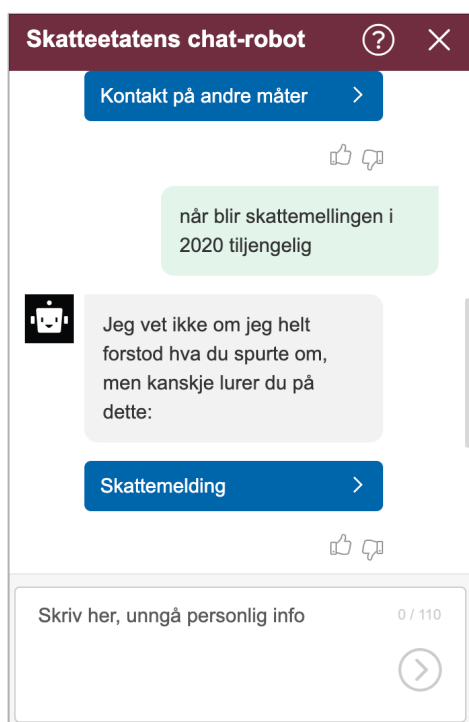 Skatteetatens chat-robot ?
Kontakt på andre måter
når blir skattemellingen i
2020 tiljengelig
Jeg vet ikke om jeg helt
forstod hva du spurte om,
men kanskje lurer du på
dette:
Skattemelding
Skriv her, unngå personlig info 0 / 110